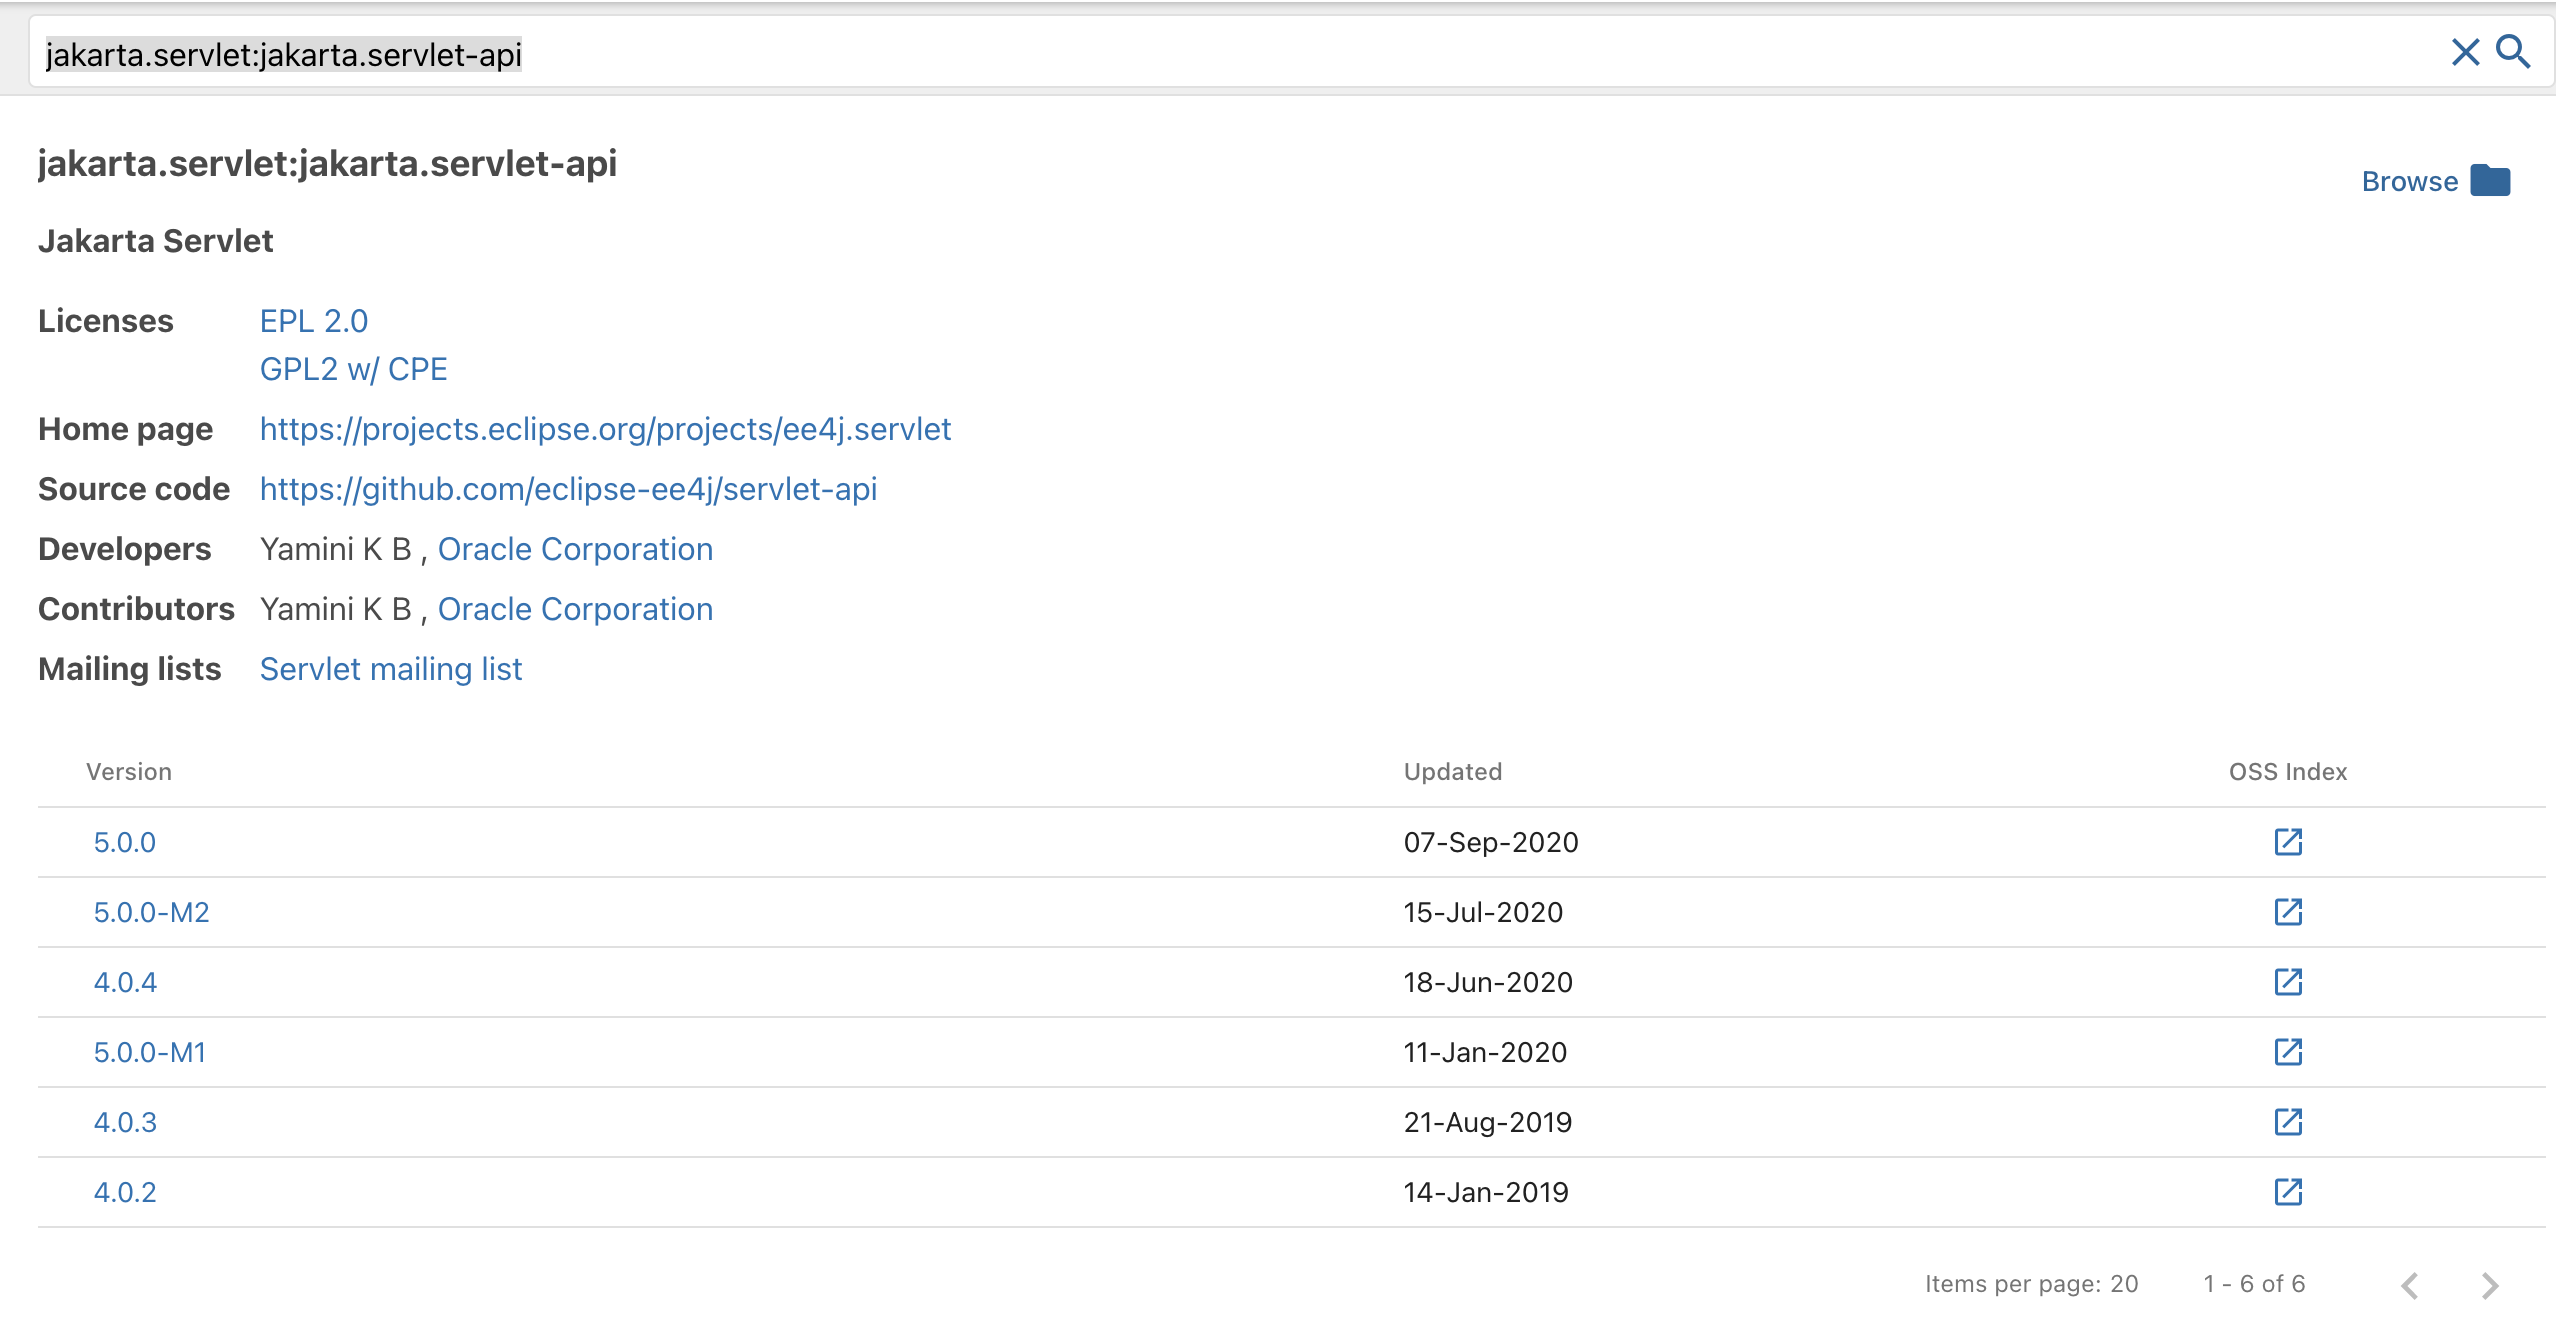 jakarta.servlet:jakarta.servlet-api
jakarta.servlet:jakarta.servlet-api
Browse
Jakarta Servlet
Licenses EPL 2.0
GPL2 w/ CPE
Home page https://projects.eclipse.org/projects/ee4j.servlet
Source code https://github.com/eclipse-ee4j/servlet-api
Developers Yamini K B , Oracle Corporation
Contributors Yamini K B , Oracle Corporation
Mailing lists Servlet mailing list
Version Updated OSS Index
5.0.0 07-Sep-2020
5.0.0-M2 15-Jul-2020
4.0.4 18-Jun-2020
5.0.0-M1 11-Jan-2020
4.0.3 21-Aug-2019
4.0.2 14-Jan-2019
Items per page: 20 1 - 6 of 6